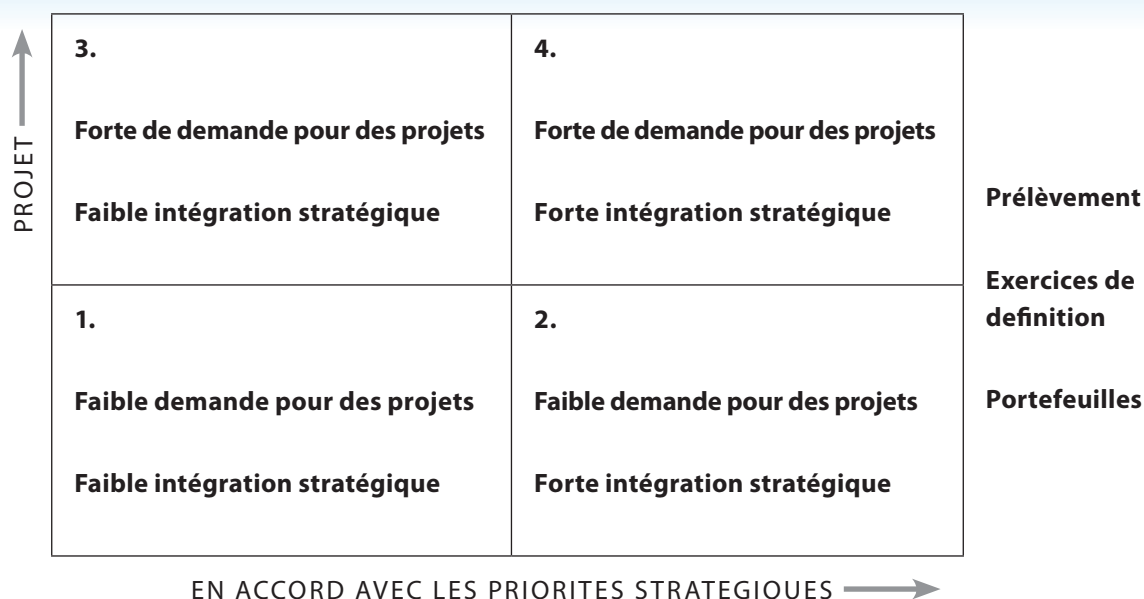 3.
Forte de demande pour des projets
Faible intégration stratégique
4.
Forte de demande pour des projets
Forte intégration stratégique
PROJET
Prélèvement
Exercices de
definition
Portefeuilles
1.
Faible demande pour des projets
Faible intégration stratégique
2.
Faible demande pour des projets
Forte intégration stratégique
EN ACCORD AVEC LES PRIORITES STRATEGIQUES